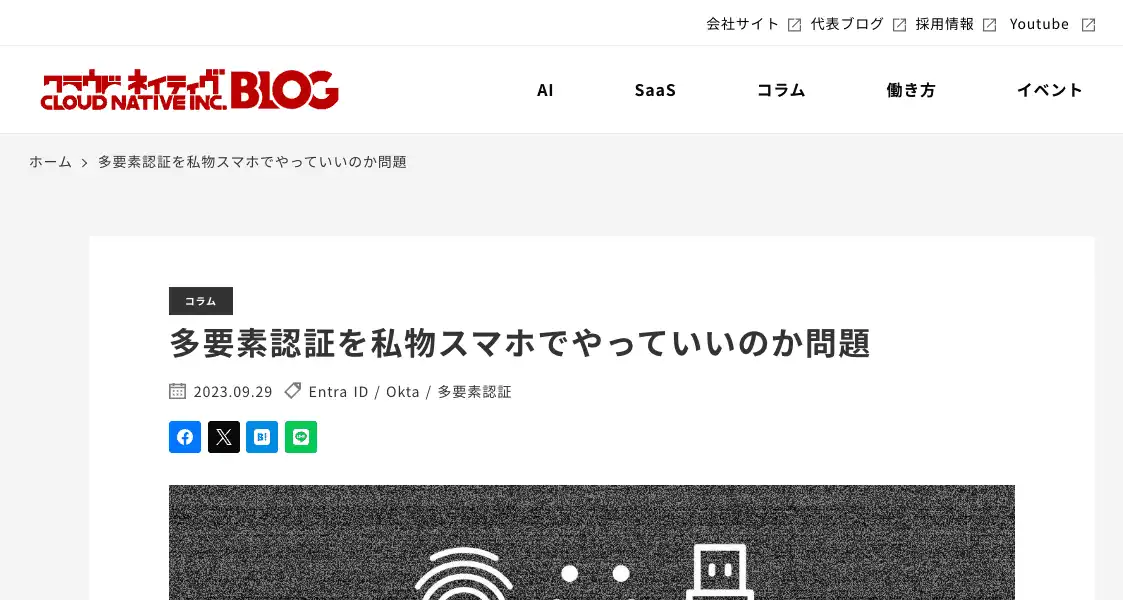 会社サイト 代表ブログ 採用情報 Youtube
クラウド ネイティヴ
CLOUD NATIVE INC. BLOG
AI SaaS コラム 働き方 イベント
ホーム > 多要素認証を私物スマホでやっていいのか問題
コラム
多要素認証を私物スマホでやっていいのか問題
2023.09.29 Entra ID / Okta / 多要素認証
B!
LINE